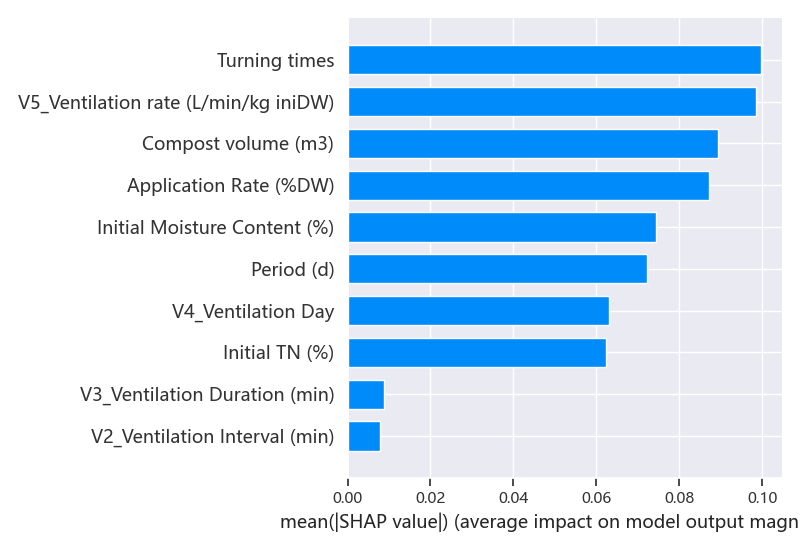 Turning times
V5_Ventilation rate (L/min/kg iniDW)
Compost volume (m3)
Application Rate (%DW)
Initial Moisture Content (%)
Period (d)
V4_Ventilation Day
Initial TN (%)
V3_Ventilation Duration (min)
V2_Ventilation Interval (min)
0.00 0.02 0.04 0.06 0.08 0.10
mean(|SHAP value|) (average impact on model output magn